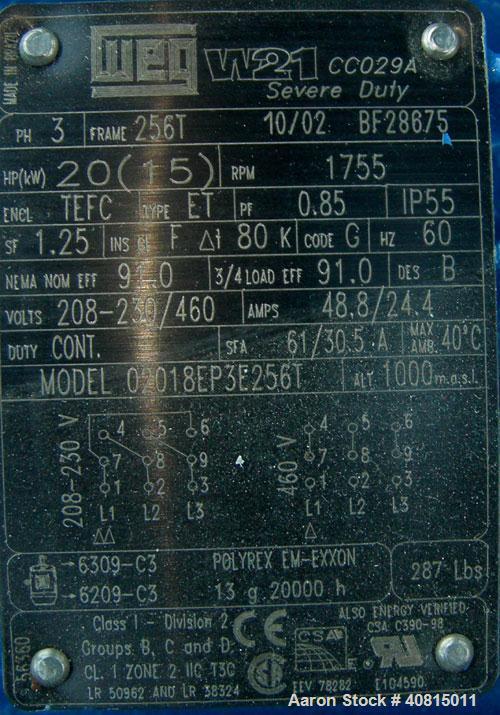 MADE IN BRAZIL
WEG W21 CC029A
Severe Duty
PH 3 FRAME 256T 10/02 BF28675
HP(kW) 20(15) RPM 1755
ENCL TEFC TYPE ET PF 0.85 IP55
SF 1.25 INS CL F Δt 80 K CODE G HZ 60
NEMA NOM EFF 91.0 3/4 LOAD EFF 91.0 DES B
VOLTS 208-230/460 AMPS 48.8/24.4
DUTY CONT. SFA 61/30.5 A MAX AMB. 40°C
MODEL 02018EP3E256T ALT 1000m.a.s.l.
208-230 V 4 5 6 460 V 4 5 6
7 8 9 7 8 9
1 2 3 1 2 3
L1 L2 L3 L1 L2 L3
ΔΔ Δ
6309-C3 POLYREX EM-EXXON 287 Lbs
6209-C3 13 g 20000 h
Class I - Division 2 CE ALSO ENERGY VERIFIED
Groups B, C and D CSA CSA C390-98
CL. 1 ZONE 2 IIC T3C
LR 50962 AND LR 38324 EEV 78282 E104590
Aaron Stock # 40815011